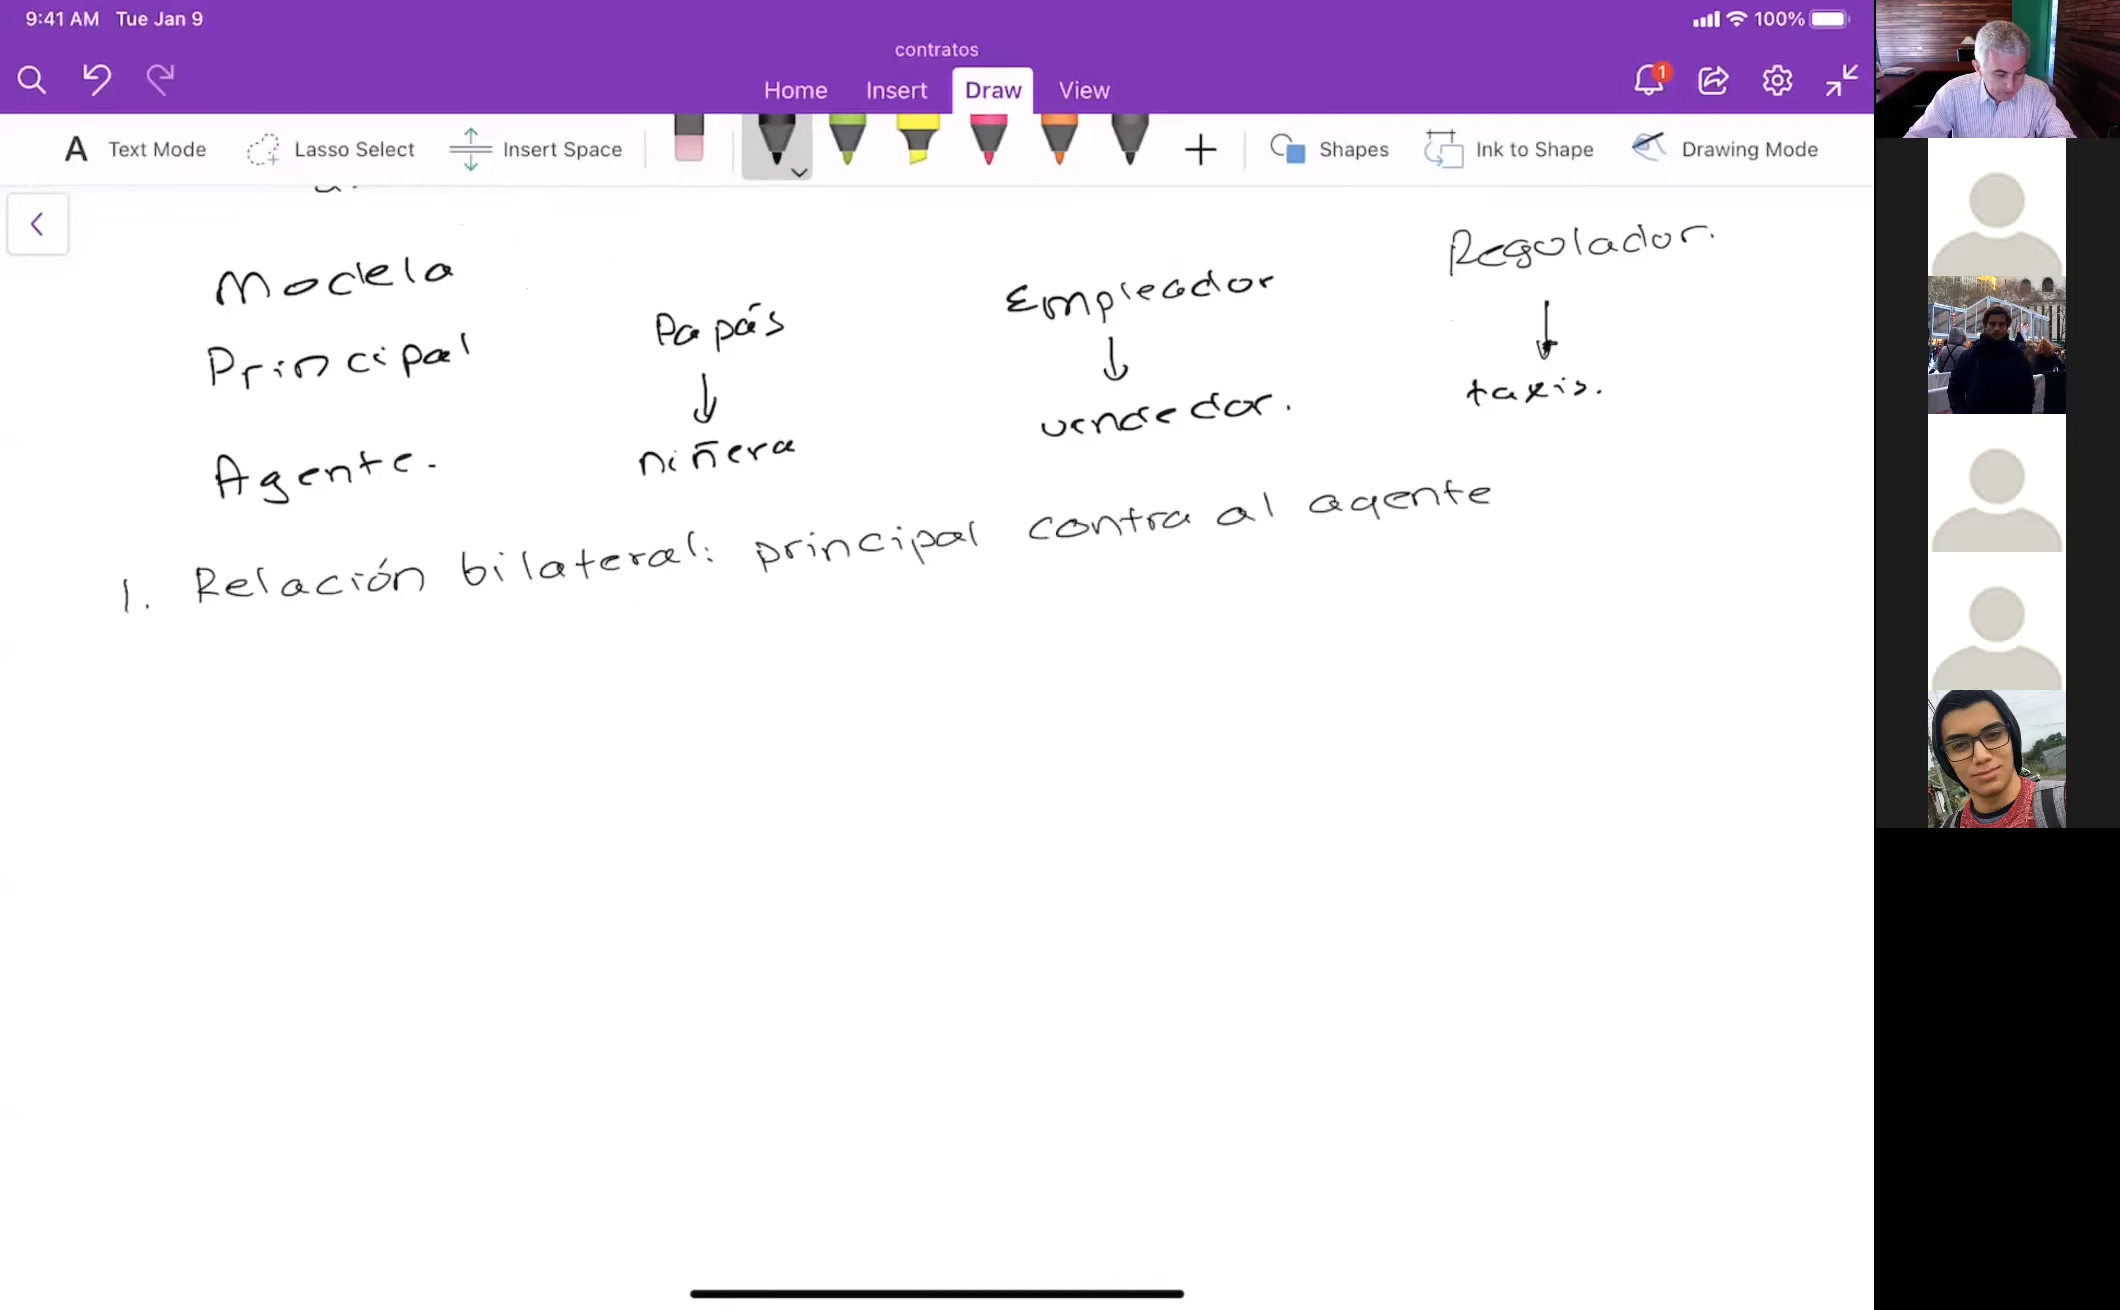 9:41 AM Tue Jan 9
100%
contratos
Home Insert Draw View
1
A Text Mode Lasso Select Insert Space Shapes Ink to Shape Drawing Mode
Modelo
Principal
Agente.
Papás
niñera
Empleador
vendedor.
Regulador.
taxis.
1. Relación bilateral: principal contra al agente